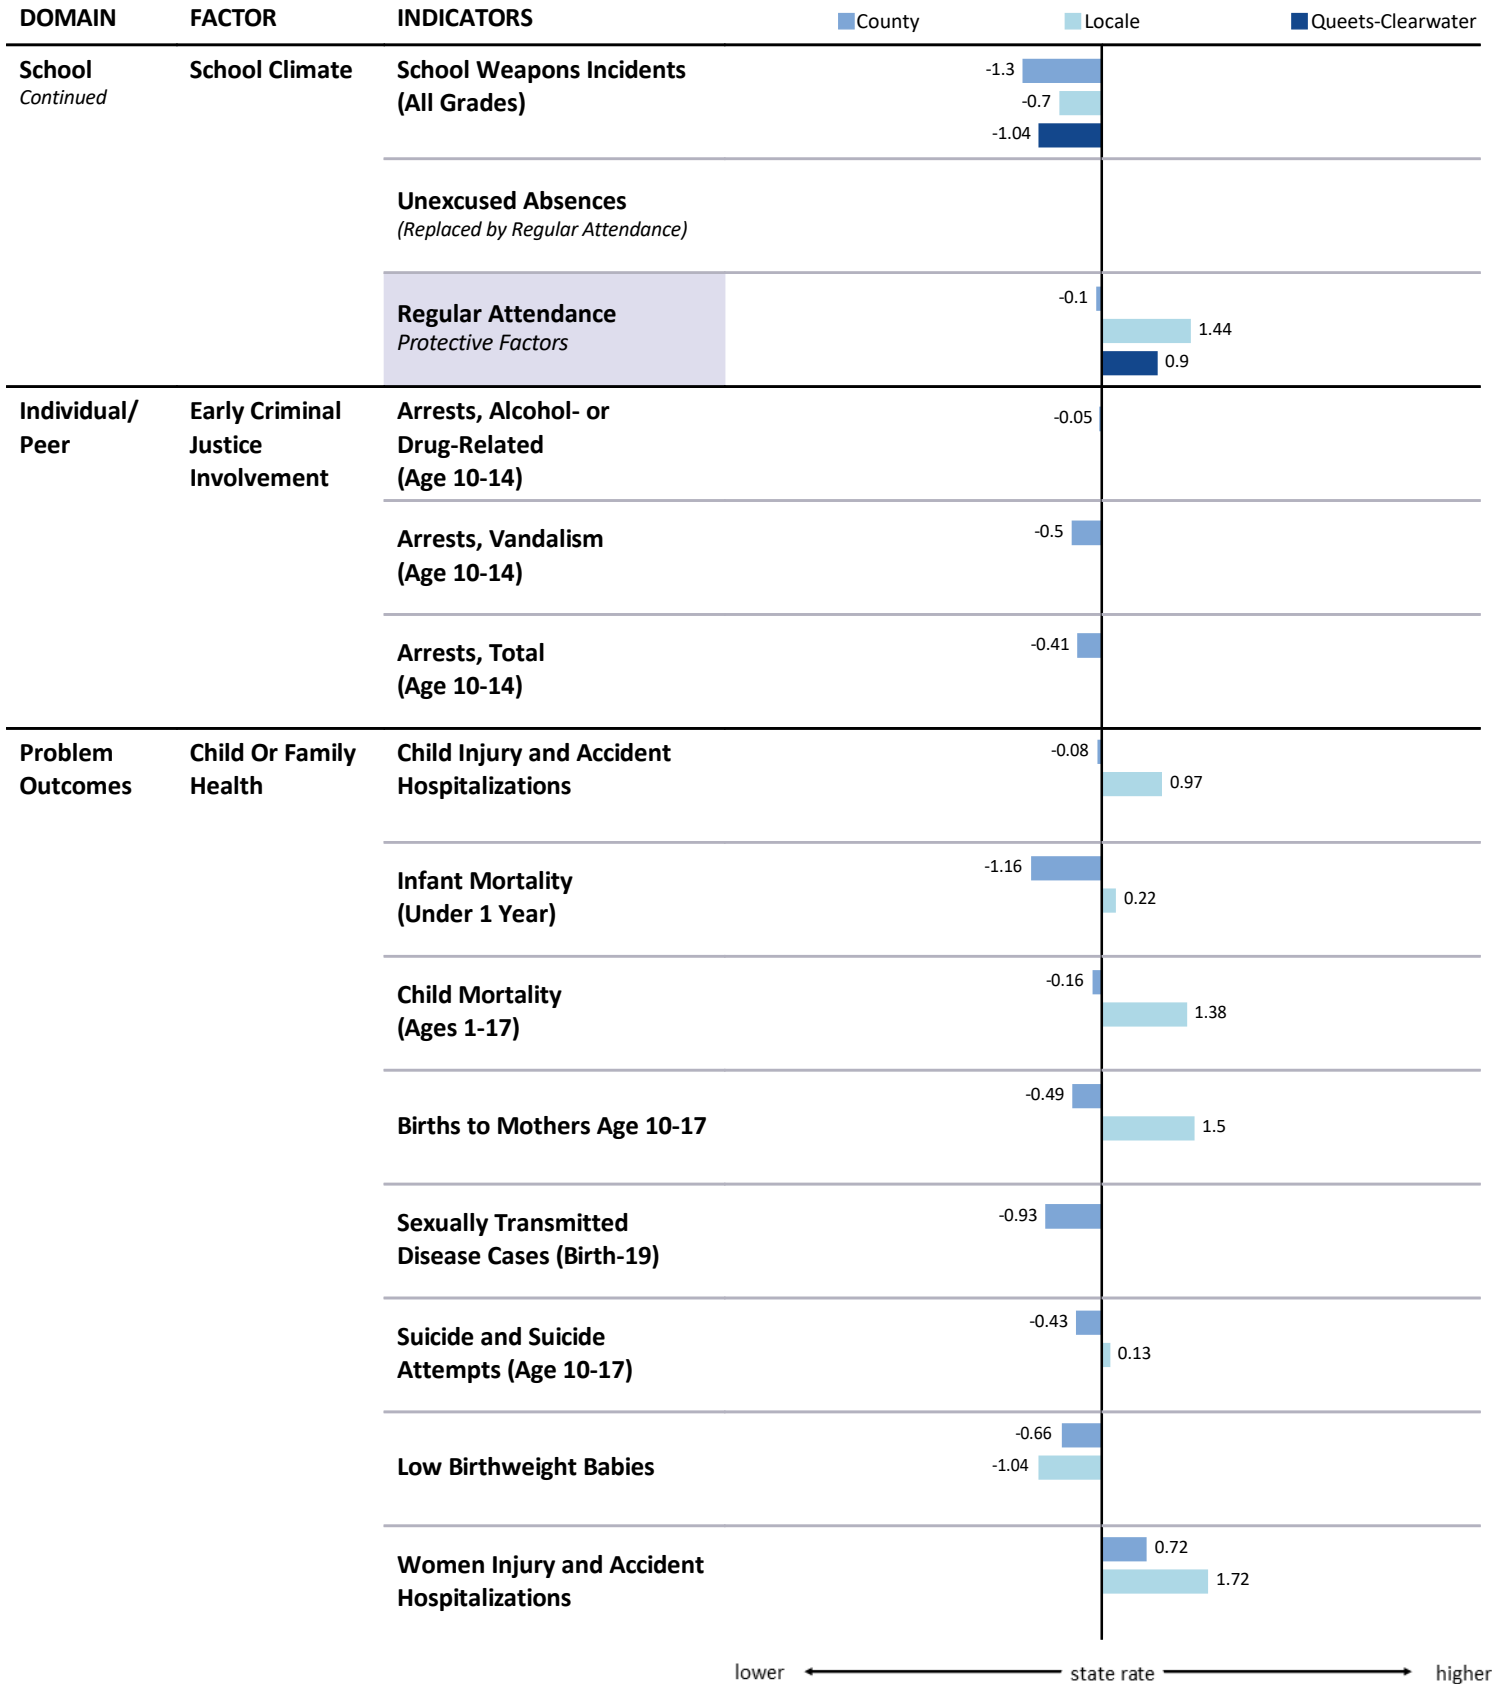 DOMAIN FACTOR INDICATORS County Locale Queets-Clearwater
School School Climate School Weapons Incidents
Continued
(All Grades)
-1.3
-0.7
-1.04
Unexcused Absences
(Replaced by Regular Attendance)
Regular Attendance
Protective Factors
-0.1
1.44
0.9
Individual/ Early Criminal Arrests, Alcohol- or
Peer Justice Drug-Related
Involvement (Age 10-14)
-0.05
Arrests, Vandalism
(Age 10-14)
-0.5
Arrests, Total
(Age 10-14)
-0.41
Problem Child Or Family Child Injury and Accident
Outcomes Health Hospitalizations
-0.08
0.97
Infant Mortality
(Under 1 Year)
-1.16
0.22
Child Mortality
(Ages 1-17)
-0.16
1.38
Births to Mothers Age 10-17
-0.49
1.5
Sexually Transmitted
Disease Cases (Birth-19)
-0.93
Suicide and Suicide
Attempts (Age 10-17)
-0.43
0.13
Low Birthweight Babies
-0.66
-1.04
Women Injury and Accident
Hospitalizations
0.72
1.72
lower state rate higher